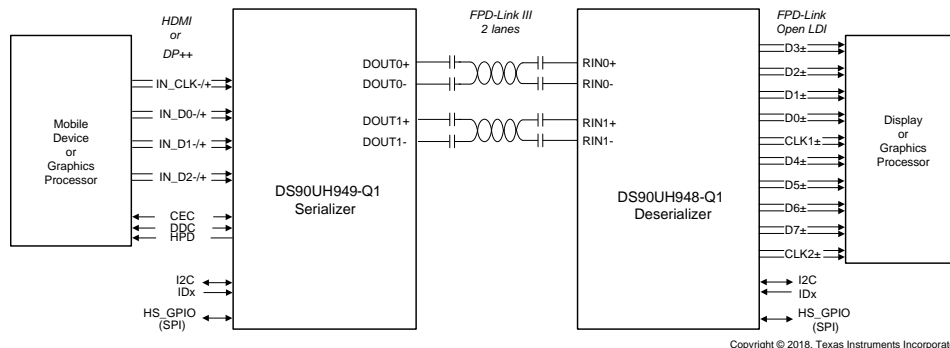 HDMI
or
DP++
FPD-Link III
2 lanes
FPD-Link
Open LDI
Mobile
Device
or
Graphics
Processor
IN_CLK-/+
IN_D0-/+
IN_D1-/+
IN_D2-/+
CEC
DDC
HPD
I2C
IDx
HS_GPIO
(SPI)
DOUT0+
DOUT0-
DOUT1+
DOUT1-
DS90UH949-Q1
Serializer
RIN0+
RIN0-
RIN1+
RIN1-
DS90UH948-Q1
Deserializer
D3±
D2±
D1±
D0±
CLK1±
D4±
D5±
D6±
D7±
CLK2±
I2C
IDx
HS_GPIO
(SPI)
Display
or
Graphics
Processor
Copyright © 2018, Texas Instruments Incorporat